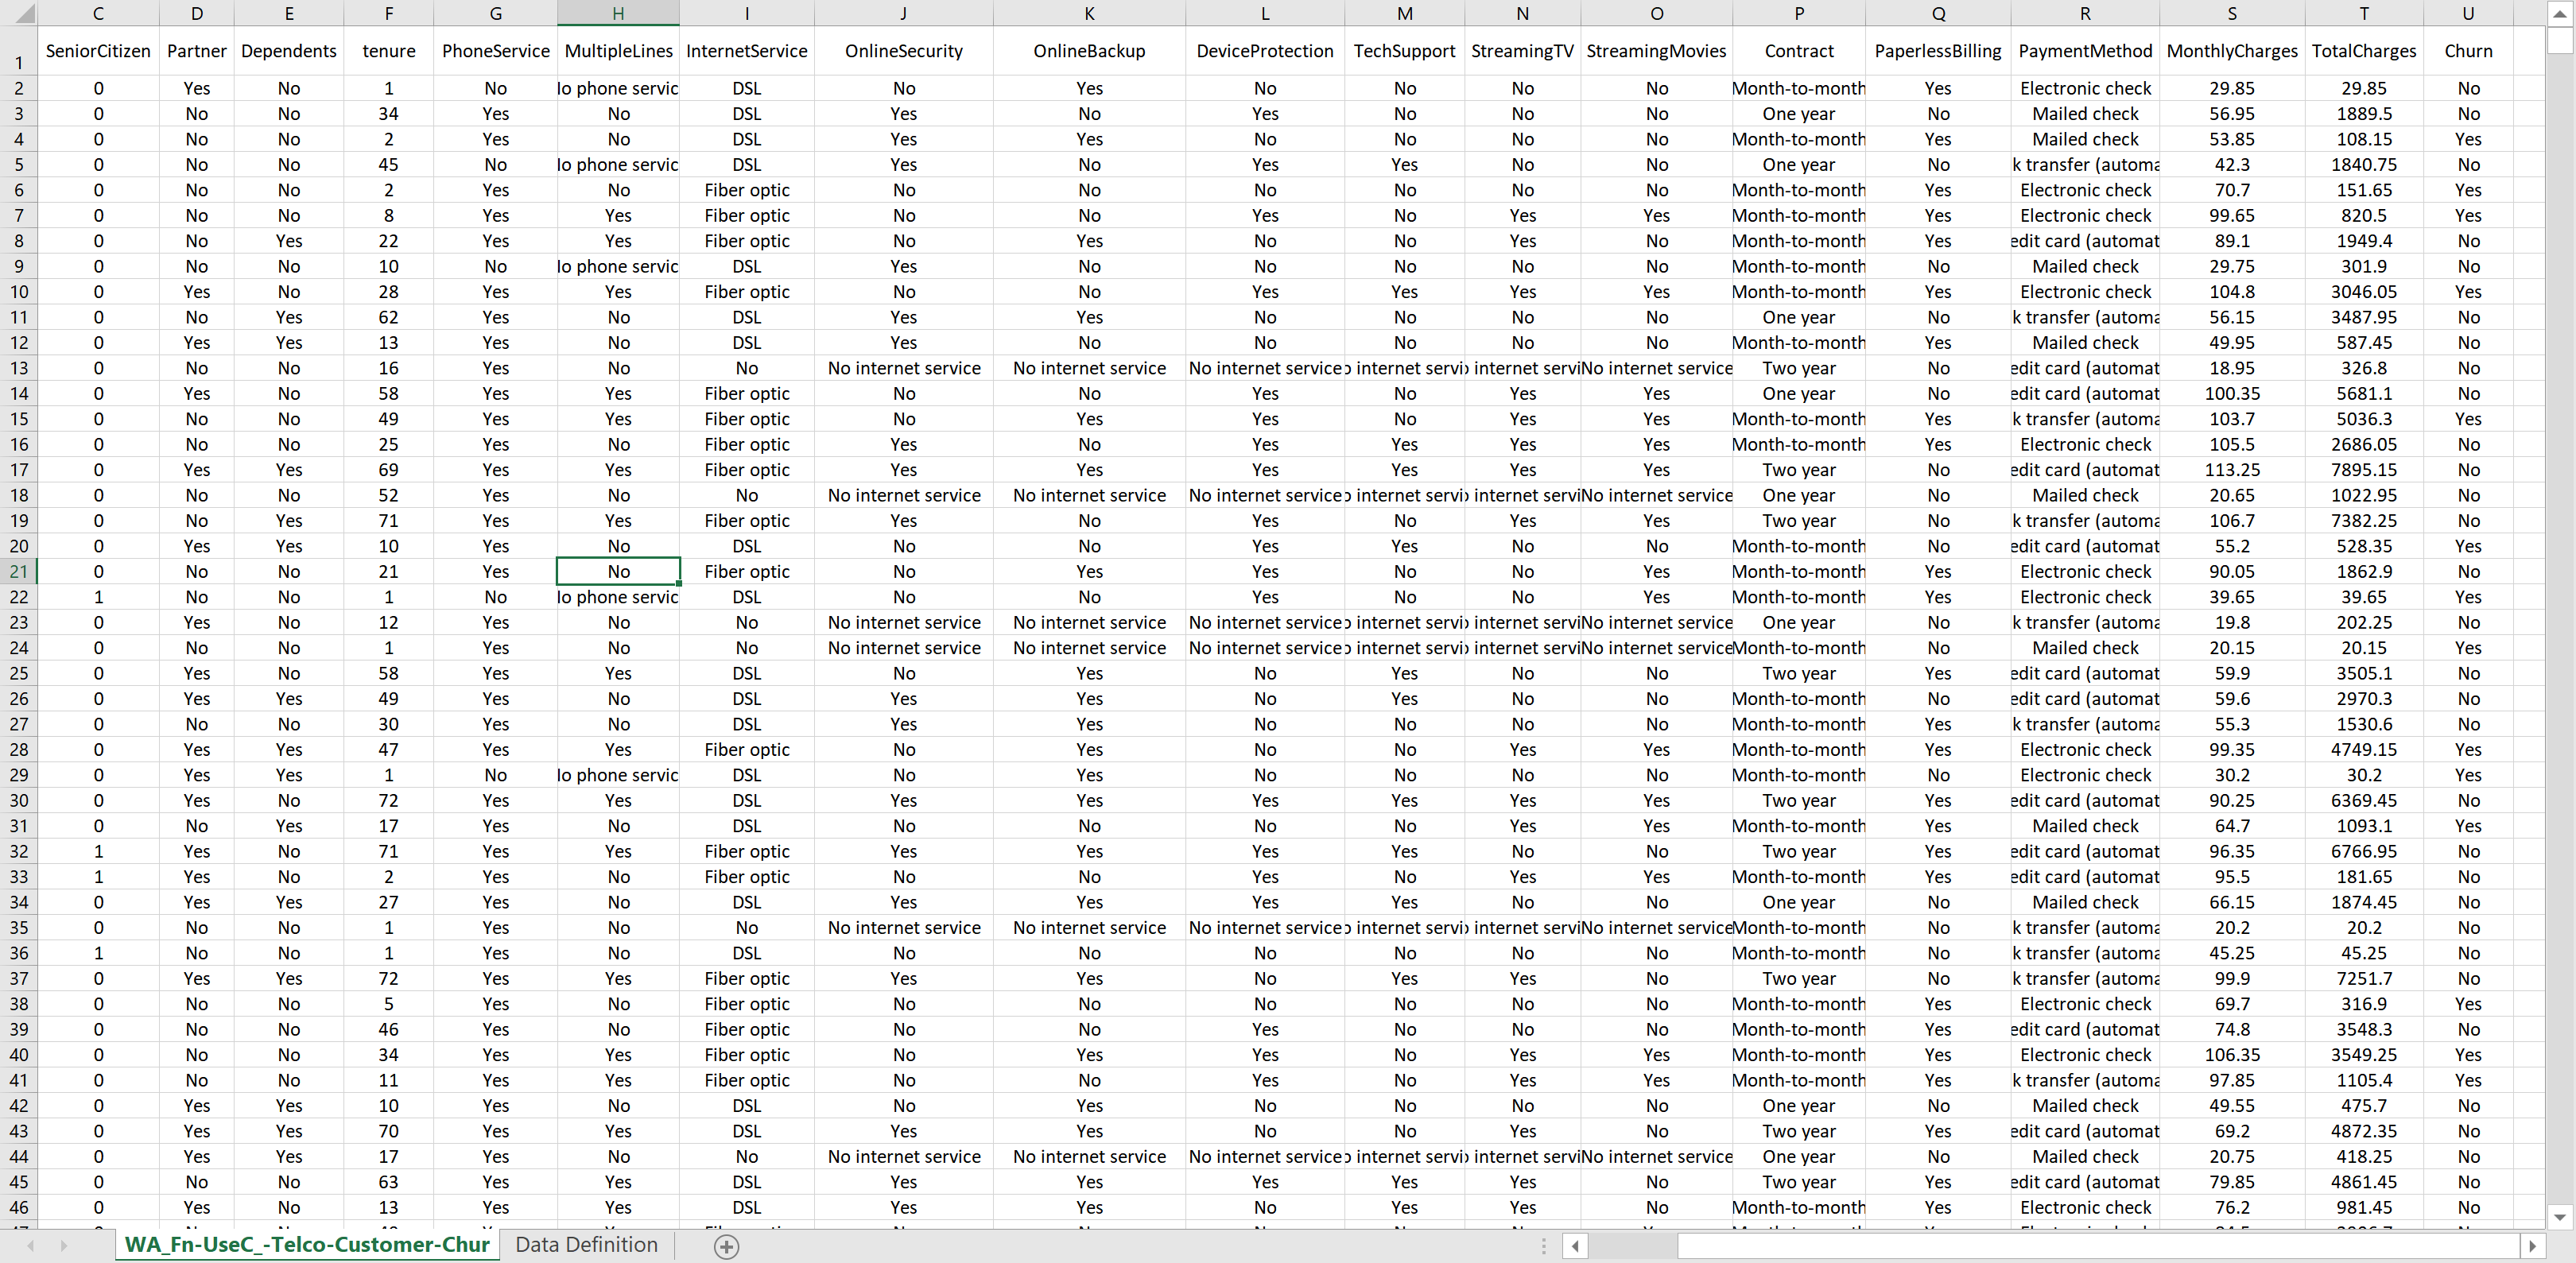 C D E F G H I J K L M N O P Q R S T U
1 SeniorCitizen Partner Dependents tenure PhoneService MultipleLines InternetService OnlineSecurity OnlineBackup DeviceProtection TechSupport StreamingTV StreamingMovies Contract PaperlessBilling PaymentMethod MonthlyCharges TotalCharges Churn
2 0 Yes No 1 No lo phone servic DSL No Yes No No No No Month-to-month Yes Electronic check 29.85 29.85 No
3 0 No No 34 Yes No DSL Yes No Yes No No No One year No Mailed check 56.95 1889.5 No
4 0 No No 2 Yes No DSL Yes Yes No No No No Month-to-month Yes Mailed check 53.85 108.15 Yes
5 0 No No 45 No lo phone servic DSL Yes No Yes Yes No No One year No k transfer (automa 42.3 1840.75 No
6 0 No No 2 Yes No Fiber optic No No No No No No Month-to-month Yes Electronic check 70.7 151.65 Yes
7 0 No No 8 Yes Yes Fiber optic No No Yes No Yes Yes Month-to-month Yes Electronic check 99.65 820.5 Yes
8 0 No Yes 22 Yes Yes Fiber optic No Yes No No Yes No Month-to-month Yes edit card (automat 89.1 1949.4 No
9 0 No No 10 No lo phone servic DSL Yes No No No No No Month-to-month No Mailed check 29.75 301.9 No
10 0 Yes No 28 Yes Yes Fiber optic No No Yes Yes Yes Yes Month-to-month Yes Electronic check 104.8 3046.05 Yes
11 0 No Yes 62 Yes No DSL Yes Yes No No No No One year No k transfer (automa 56.15 3487.95 No
12 0 Yes Yes 13 Yes No DSL Yes No No No No No Month-to-month Yes Mailed check 49.95 587.45 No
13 0 No No 16 Yes No No No internet service No internet service No internet service o internet servi o internet servi No internet service Two year No edit card (automat 18.95 326.8 No
14 0 Yes No 58 Yes Yes Fiber optic No No Yes No Yes Yes One year No edit card (automat 100.35 5681.1 No
15 0 No No 49 Yes Yes Fiber optic No Yes Yes No Yes Yes Month-to-month Yes k transfer (automa 103.7 5036.3 Yes
16 0 No No 25 Yes No Fiber optic Yes No Yes Yes Yes Yes Month-to-month Yes Electronic check 105.5 2686.05 No
17 0 Yes Yes 69 Yes Yes Fiber optic Yes Yes Yes Yes Yes Yes Two year No edit card (automat 113.25 7895.15 No
18 0 No No 52 Yes No No No internet service No internet service No internet service o internet servi o internet servi No internet service One year No Mailed check 20.65 1022.95 No
19 0 No Yes 71 Yes Yes Fiber optic Yes No Yes No Yes Yes Two year No k transfer (automa 106.7 7382.25 No
20 0 Yes Yes 10 Yes No DSL No No Yes Yes No No Month-to-month No edit card (automat 55.2 528.35 Yes
21 0 No No 21 Yes No Fiber optic No Yes Yes No No Yes Month-to-month Yes Electronic check 90.05 1862.9 No
22 1 No No 1 No lo phone servic DSL No No Yes No No Yes Month-to-month Yes Electronic check 39.65 39.65 Yes
23 0 Yes No 12 Yes No No No internet service No internet service No internet service o internet servi o internet servi No internet service One year No k transfer (automa 19.8 202.25 No
24 0 No No 1 Yes No No No internet service No internet service No internet service o internet servi o internet servi No internet service Month-to-month No Mailed check 20.15 20.15 Yes
25 0 Yes No 58 Yes Yes DSL No Yes No Yes No No Two year Yes edit card (automat 59.9 3505.1 No
26 0 Yes Yes 49 Yes No DSL Yes Yes No Yes No No Month-to-month No edit card (automat 59.6 2970.3 No
27 0 No No 30 Yes No DSL Yes Yes No No No No Month-to-month Yes k transfer (automa 55.3 1530.6 No
28 0 Yes Yes 47 Yes Yes Fiber optic No Yes No No Yes Yes Month-to-month Yes Electronic check 99.35 4749.15 Yes
29 0 Yes Yes 1 No lo phone servic DSL No Yes No No No No Month-to-month No Electronic check 30.2 30.2 Yes
30 0 Yes No 72 Yes Yes DSL Yes Yes Yes Yes Yes Yes Two year Yes edit card (automat 90.25 6369.45 No
31 0 No Yes 17 Yes No DSL No No No No Yes Yes Month-to-month Yes Mailed check 64.7 1093.1 Yes
32 1 Yes No 71 Yes Yes Fiber optic Yes Yes Yes Yes No No Two year Yes edit card (automat 96.35 6766.95 No
33 1 Yes No 2 Yes No Fiber optic No No Yes No Yes Yes Month-to-month Yes edit card (automat 95.5 181.65 No
34 0 Yes Yes 27 Yes No DSL Yes Yes Yes Yes No No One year No Mailed check 66.15 1874.45 No
35 0 No No 1 Yes No No No internet service No internet service No internet service o internet servi o internet servi No internet service Month-to-month No k transfer (automa 20.2 20.2 No
36 1 No No 1 Yes No DSL No No No No No No Month-to-month No k transfer (automa 45.25 45.25 No
37 0 Yes Yes 72 Yes Yes Fiber optic Yes Yes No Yes Yes No Two year No k transfer (automa 99.9 7251.7 No
38 0 No No 5 Yes No Fiber optic No No No No No No Month-to-month Yes Electronic check 69.7 316.9 Yes
39 0 No No 46 Yes No Fiber optic No No Yes No No No Month-to-month Yes edit card (automat 74.8 3548.3 No
40 0 No No 34 Yes Yes Fiber optic No Yes Yes No Yes Yes Month-to-month Yes Electronic check 106.35 3549.25 Yes
41 0 No No 11 Yes Yes Fiber optic No No Yes No Yes Yes Month-to-month Yes k transfer (automa 97.85 1105.4 Yes
42 0 Yes Yes 10 Yes No DSL No Yes No No No No One year No Mailed check 49.55 475.7 No
43 0 Yes Yes 70 Yes Yes DSL Yes Yes No No Yes No Two year Yes edit card (automat 69.2 4872.35 No
44 0 Yes Yes 17 Yes No No No internet service No internet service No internet service o internet servi o internet servi No internet service One year No Mailed check 20.75 418.25 No
45 0 No No 63 Yes Yes DSL Yes Yes Yes Yes Yes No Two year Yes edit card (automat 79.85 4861.45 No
46 0 Yes No 13 Yes Yes DSL Yes Yes No Yes Yes No Month-to-month Yes Electronic check 76.2 981.45 No
WA_Fn-UseC_-Telco-Customer-Chur Data Definition